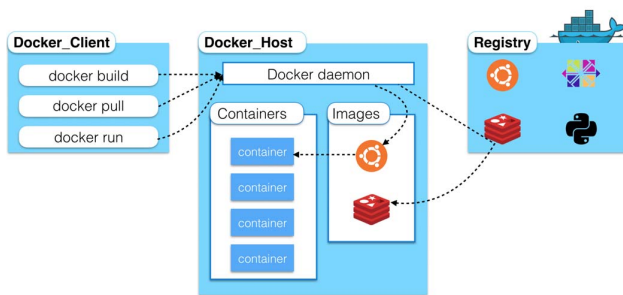 Docker_Client
docker build
docker pull
docker run
Docker_Host
Docker daemon
Containers
container
container
container
container
Images
Registry